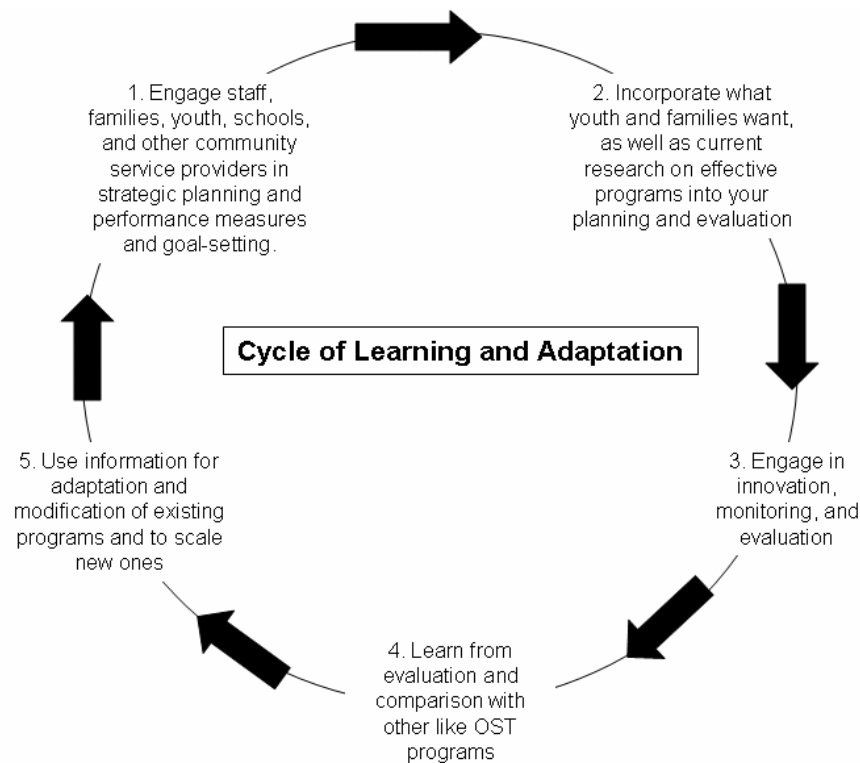 1. Engage staff,
families, youth, schools,
and other community
service providers in
strategic planning and
performance measures
and goal-setting.
2. Incorporate what
youth and families want,
as well as current
research on effective
programs into your
planning and evaluation
Cycle of Learning and Adaptation
3. Engage in
innovation,
monitoring, and
evaluation
4. Learn from
evaluation and
comparison with
other like OST
programs
5. Use information for
adaptation and
modification of existing
programs and to scale
new ones